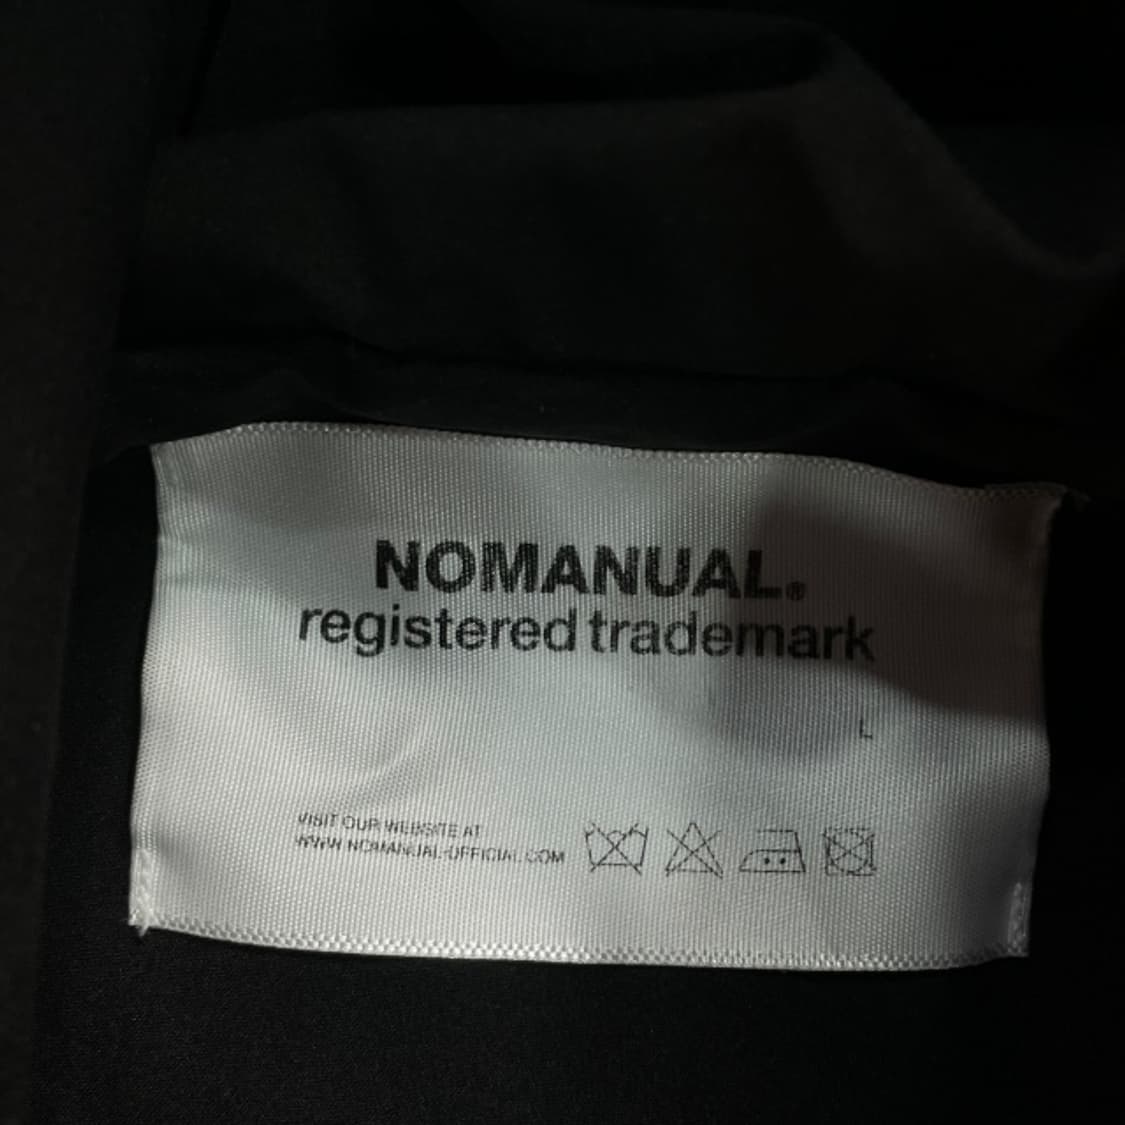 NOMANUAL.®
registered trademark
L
VISIT OUR WEBSITE AT
WWW.NOMANUAL-OFFICIAL.COM